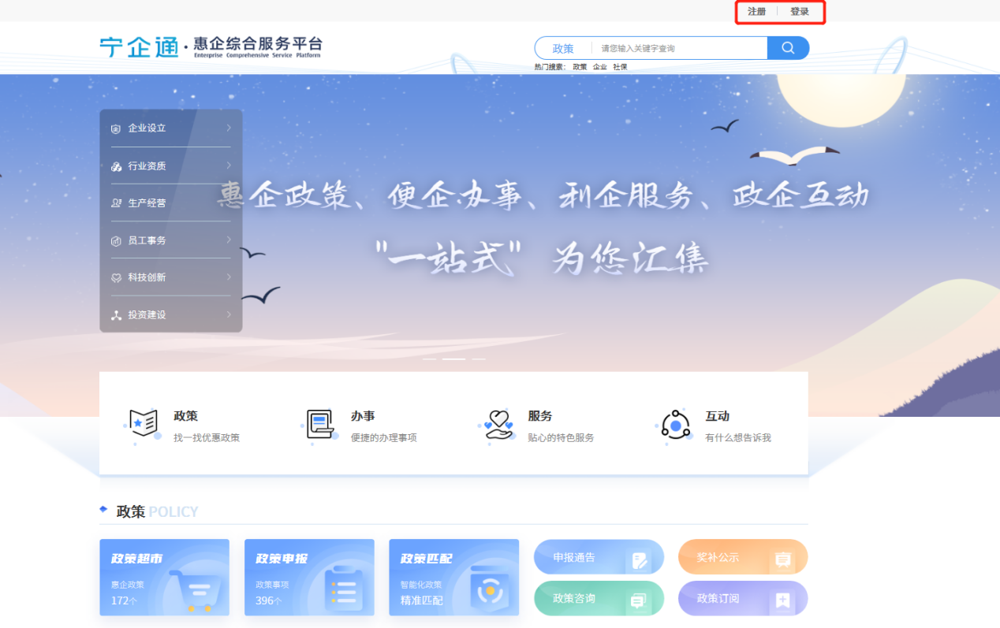 注册 登录
宁企通·惠企综合服务平台
Enterprise Comprehensive Service Platform
政策 请您输入关键字查询
热门搜索: 政策 企业 社保
企业设立
行业资质
生产经营
员工事务
科技创新
投资建设
惠企政策、便企办事、利企服务、政企互动
"一站式" 为您汇集
政策
找一找优惠政策
办事
便捷的办理事项
服务
贴心的特色服务
互动
有什么想告诉我
政策 POLICY
政策超市
惠企政策
172个
政策申报
政策事项
396个
政策匹配
智能化政策
精准匹配
申报通告
奖补公示
政策咨询
政策订阅